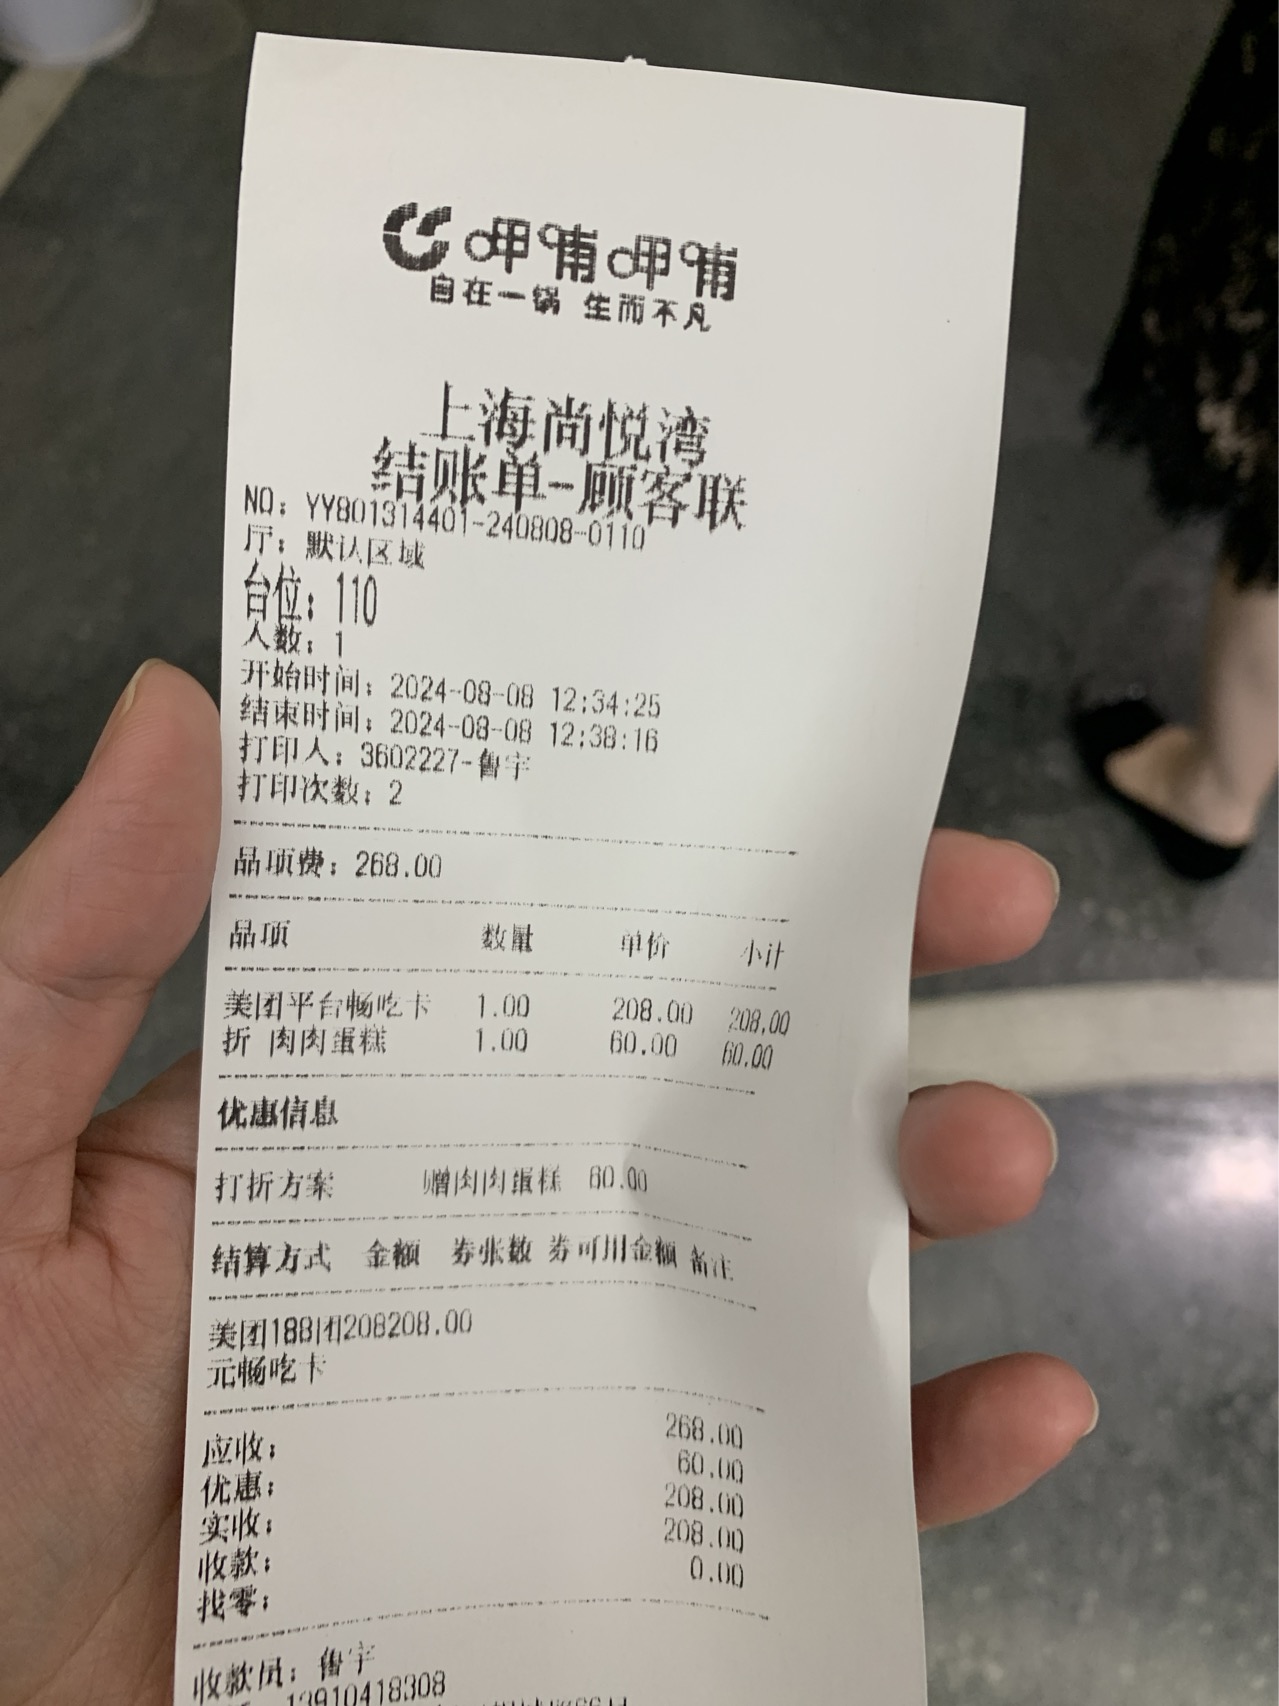 呷哺呷哺
自在一锅 生而不凡
上海尚悦湾
结账单-顾客联
NO: YY801314401-240808-0110
厅: 默认区域
台位: 110
人数: 1
开始时间: 2024-08-08 12:34:25
结束时间: 2024-08-08 12:38:16
打印人: 3602227-鲁宇
打印次数: 2
品项费: 268.00
品项 数量 单价 小计
美团平台畅吃卡 1.00 208.00 208.00
折 肉肉蛋糕 1.00 60.00 60.00
优惠信息
打折方案 赠肉肉蛋糕 60.00
结算方式 金额 券张数 券可用金额 备注
美团188团208208.00
元畅吃卡
应收: 268.00
优惠: 60.00
实收: 208.00
收款: 208.00
找零: 0.00
收款员: 鲁宇
13910418308